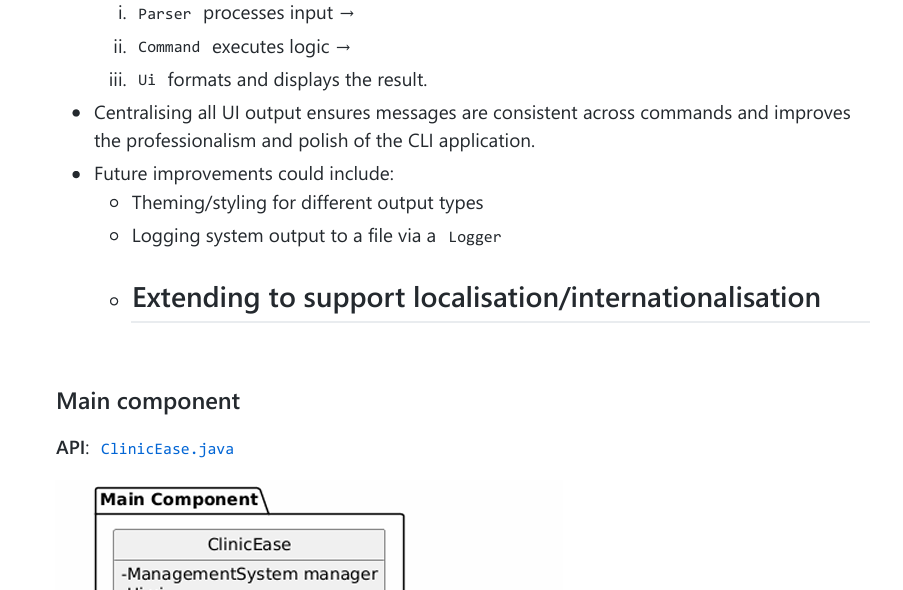 i. Parser processes input →
ii. Command executes logic →
iii. Ui formats and displays the result.
• Centralising all UI output ensures messages are consistent across commands and improves
the professionalism and polish of the CLI application.
• Future improvements could include:
◦ Theming/styling for different output types
◦ Logging system output to a file via a Logger
◦ Extending to support localisation/internationalisation
Main component
API: ClinicEase.java
Main Component
ClinicEase
-ManagementSystem manager